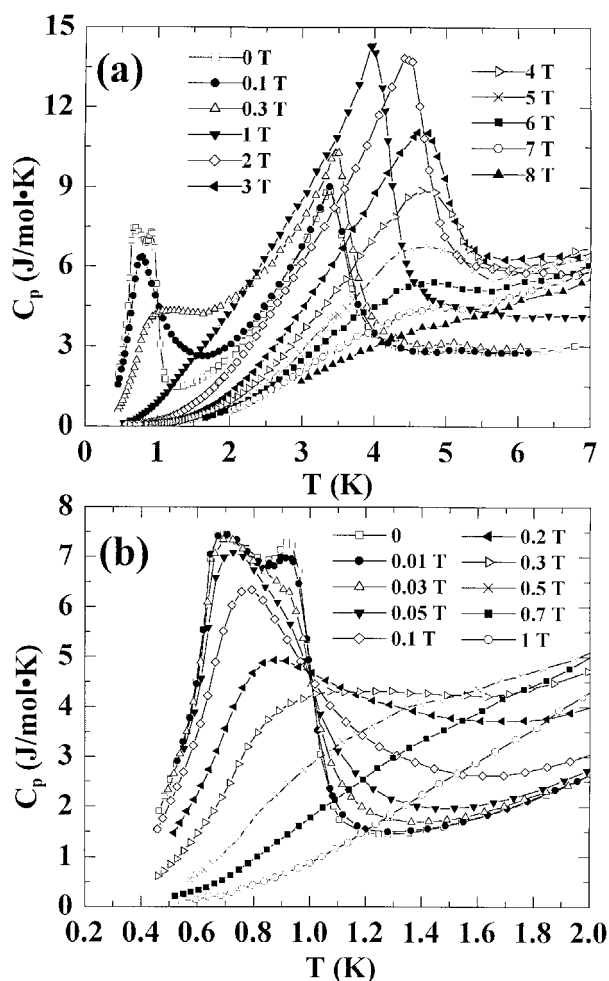 (a)
0 T
0.1 T
0.3 T
1 T
2 T
3 T
4 T
5 T
6 T
7 T
8 T
15
12
9
6
3
0
C_p (J/mol•K)
0 1 2 3 4 5 6 7
T (K)
(b)
0
0.01 T
0.03 T
0.05 T
0.1 T
0.2 T
0.3 T
0.5 T
0.7 T
1 T
8
7
6
5
4
3
2
1
0
C_p (J/mol•K)
0.2 0.4 0.6 0.8 1.0 1.2 1.4 1.6 1.8 2.0
T (K)